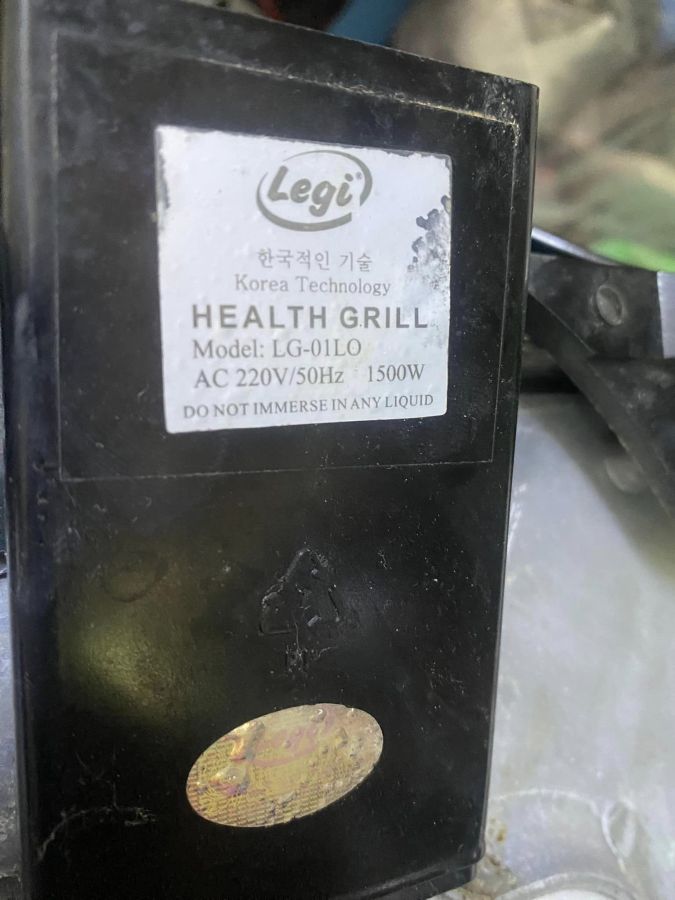 Legi®
한국적인 기술
Korea Technology
HEALTH GRILL
Model: LG-01LO
AC 220V/50Hz 1500W
DO NOT IMMERSE IN ANY LIQUID
Legi